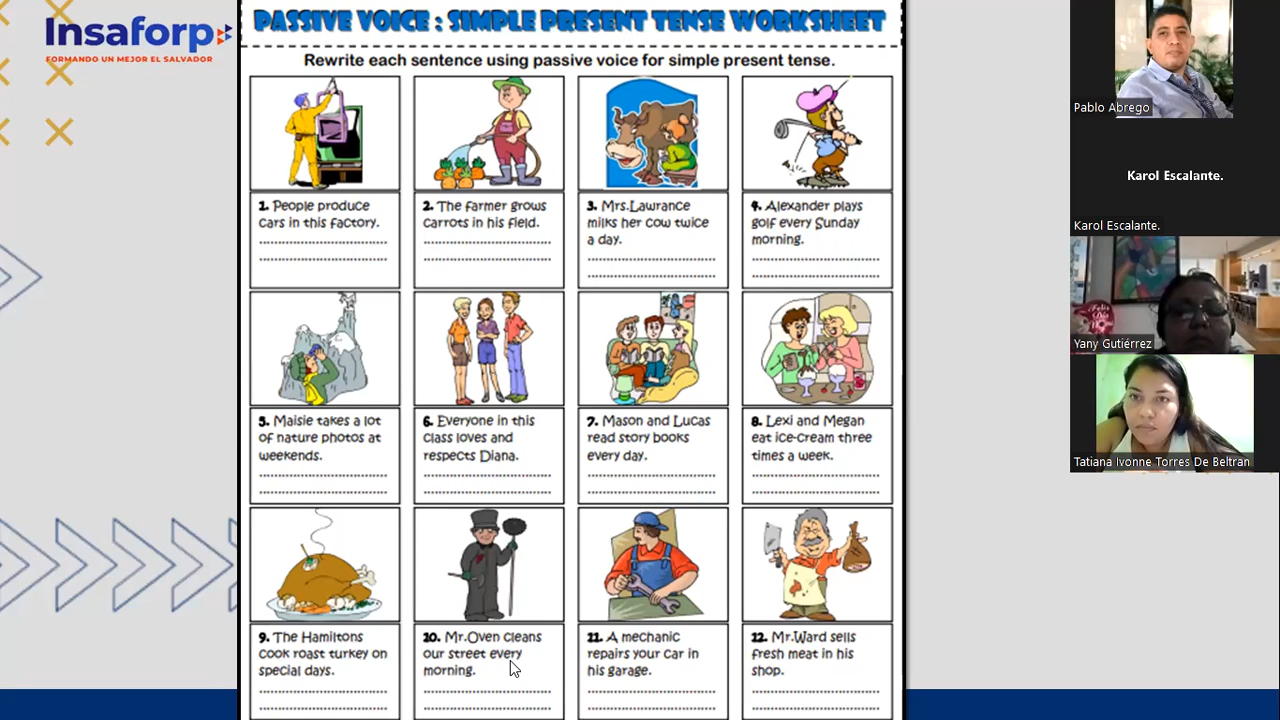 Insaforp
FORMANDO UN MEJOR EL SALVADOR
PASSIVE VOICE : SIMPLE PRESENT TENSE WORKSHEET
Rewrite each sentence using passive voice for simple present tense.
1. People produce
cars in this factory.
2. The farmer grows
carrots in his field.
3. Mrs.Lawrance
milks her cow twice
a day.
4. Alexander plays
golf every Sunday
morning.
5. Maisie takes a lot
of nature photos at
weekends.
6. Everyone in this
class loves and
respects Diana.
7. Mason and Lucas
read story books
every day.
8. Lexi and Megan
eat ice-cream three
times a week.
9. The Hamiltons
cook roast turkey on
special days.
10. Mr.Oven cleans
our street every
morning.
11. A mechanic
repairs your car in
his garage.
12. Mr.Ward sells
fresh meat in his
shop.
Pablo Abrego
Karol Escalante.
Karol Escalante.
Feliz
Día
Yany Gutiérrez
Tatiana Ivonne Torres De Beltran